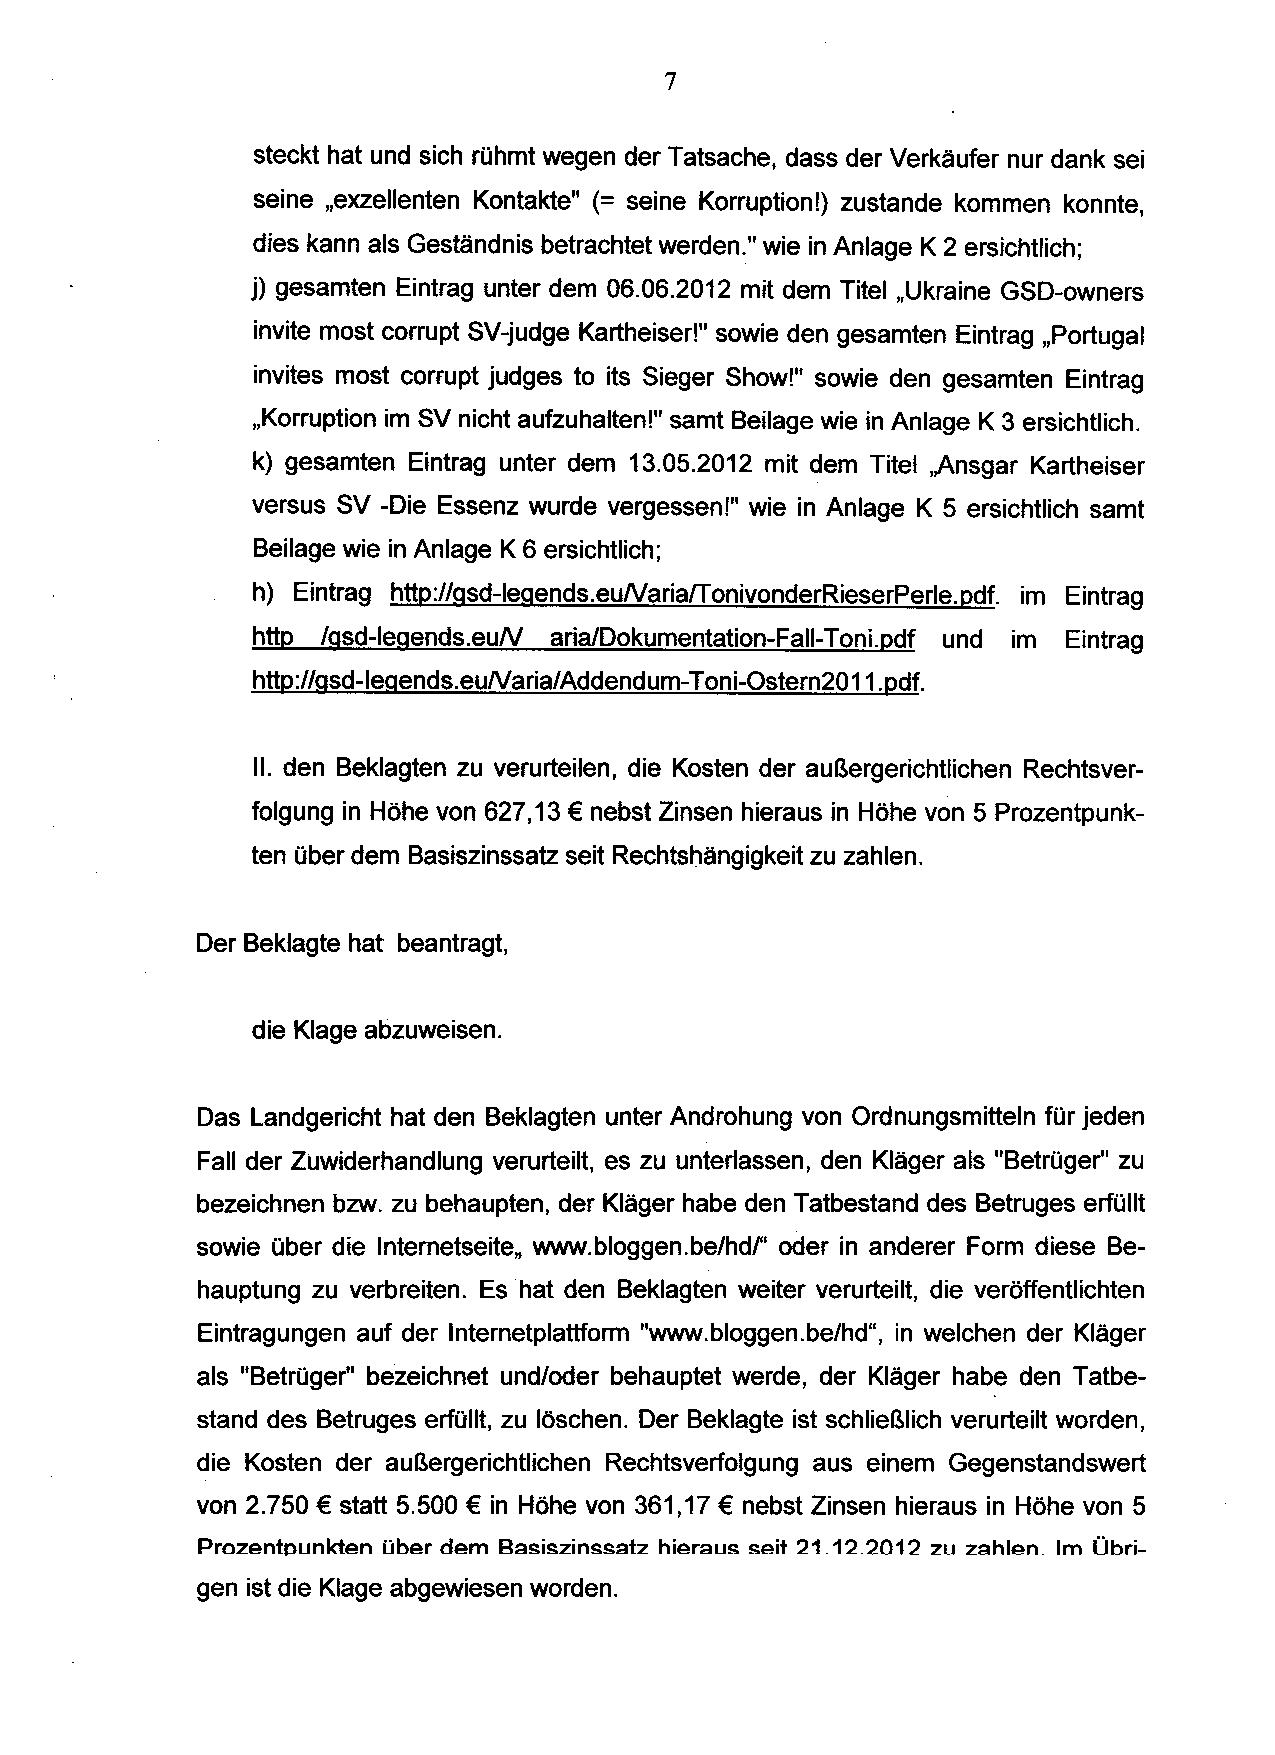 7
steckt hat und sich rühmt wegen der Tatsache, dass der Verkäufer nur dank sei
seine „exzellenten Kontakte" (= seine Korruption!) zustande kommen konnte,
dies kann als Geständnis betrachtet werden." wie in Anlage K 2 ersichtlich;
j) gesamten Eintrag unter dem 06.06.2012 mit dem Titel „Ukraine GSD-owners
invite most corrupt SV-judge Kartheiser!" sowie den gesamten Eintrag „Portugal
invites most corrupt judges to its Sieger Show!" sowie den gesamten Eintrag
„Korruption im SV nicht aufzuhalten!" samt Beilage wie in Anlage K 3 ersichtlich.
k) gesamten Eintrag unter dem 13.05.2012 mit dem Titel „Ansgar Kartheiser
versus SV -Die Essenz wurde vergessen!" wie in Anlage K 5 ersichtlich samt
Beilage wie in Anlage K 6 ersichtlich;
h) Eintrag http://gsd-legends.eu/Varia/TonivonderRieserPerle.pdf. im Eintrag
http /gsd-legends.eu/V aria/Dokumentation-Fall-Toni.pdf und im Eintrag
http://gsd-legends.eu/Varia/Addendum-Toni-Ostern2011.pdf.
II. den Beklagten zu verurteilen, die Kosten der außergerichtlichen Rechtsver-
folgung in Höhe von 627,13 € nebst Zinsen hieraus in Höhe von 5 Prozentpunk-
ten über dem Basiszinssatz seit Rechtshängigkeit zu zahlen.
Der Beklagte hat beantragt,
die Klage abzuweisen.
Das Landgericht hat den Beklagten unter Androhung von Ordnungsmitteln für jeden
Fall der Zuwiderhandlung verurteilt, es zu unterlassen, den Kläger als "Betrüger" zu
bezeichnen bzw. zu behaupten, der Kläger habe den Tatbestand des Betruges erfüllt
sowie über die Internetseite„ www.bloggen.be/hd/“ oder in anderer Form diese Be-
hauptung zu verbreiten. Es hat den Beklagten weiter verurteilt, die veröffentlichten
Eintragungen auf der Internetplattform "www.bloggen.be/hd“, in welchen der Kläger
als "Betrüger" bezeichnet und/oder behauptet werde, der Kläger habe den Tatbe-
stand des Betruges erfüllt, zu löschen. Der Beklagte ist schließlich verurteilt worden,
die Kosten der außergerichtlichen Rechtsverfolgung aus einem Gegenstandswert
von 2.750 € statt 5.500 € in Höhe von 361,17 € nebst Zinsen hieraus in Höhe von 5
Prozentpunkten über dem Basiszinssatz hieraus seit 21.12.2012 zu zahlen. Im Übri-
gen ist die Klage abgewiesen worden.